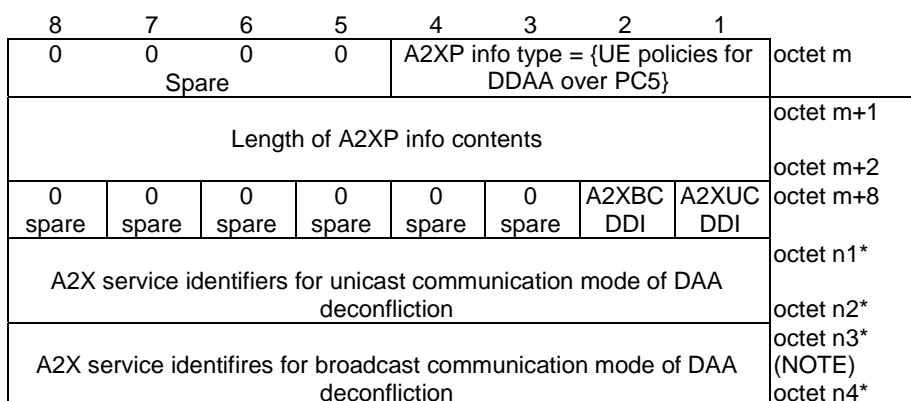 8 7 6 5 4 3 2 1
0 0 0 0 A2XP info type = {UE policies for octet m
Spare DDAA over PC5}
octet m+1
Length of A2XP info contents
octet m+2
0 0 0 0 0 0 A2XBC A2XUC octet m+8
spare spare spare spare spare spare DDI DDI
octet n1*
A2X service identifiers for unicast communication mode of DAA
deconfliction octet n2*
octet n3*
A2X service identifires for broadcast communication mode of DAA (NOTE)
deconfliction octet n4*